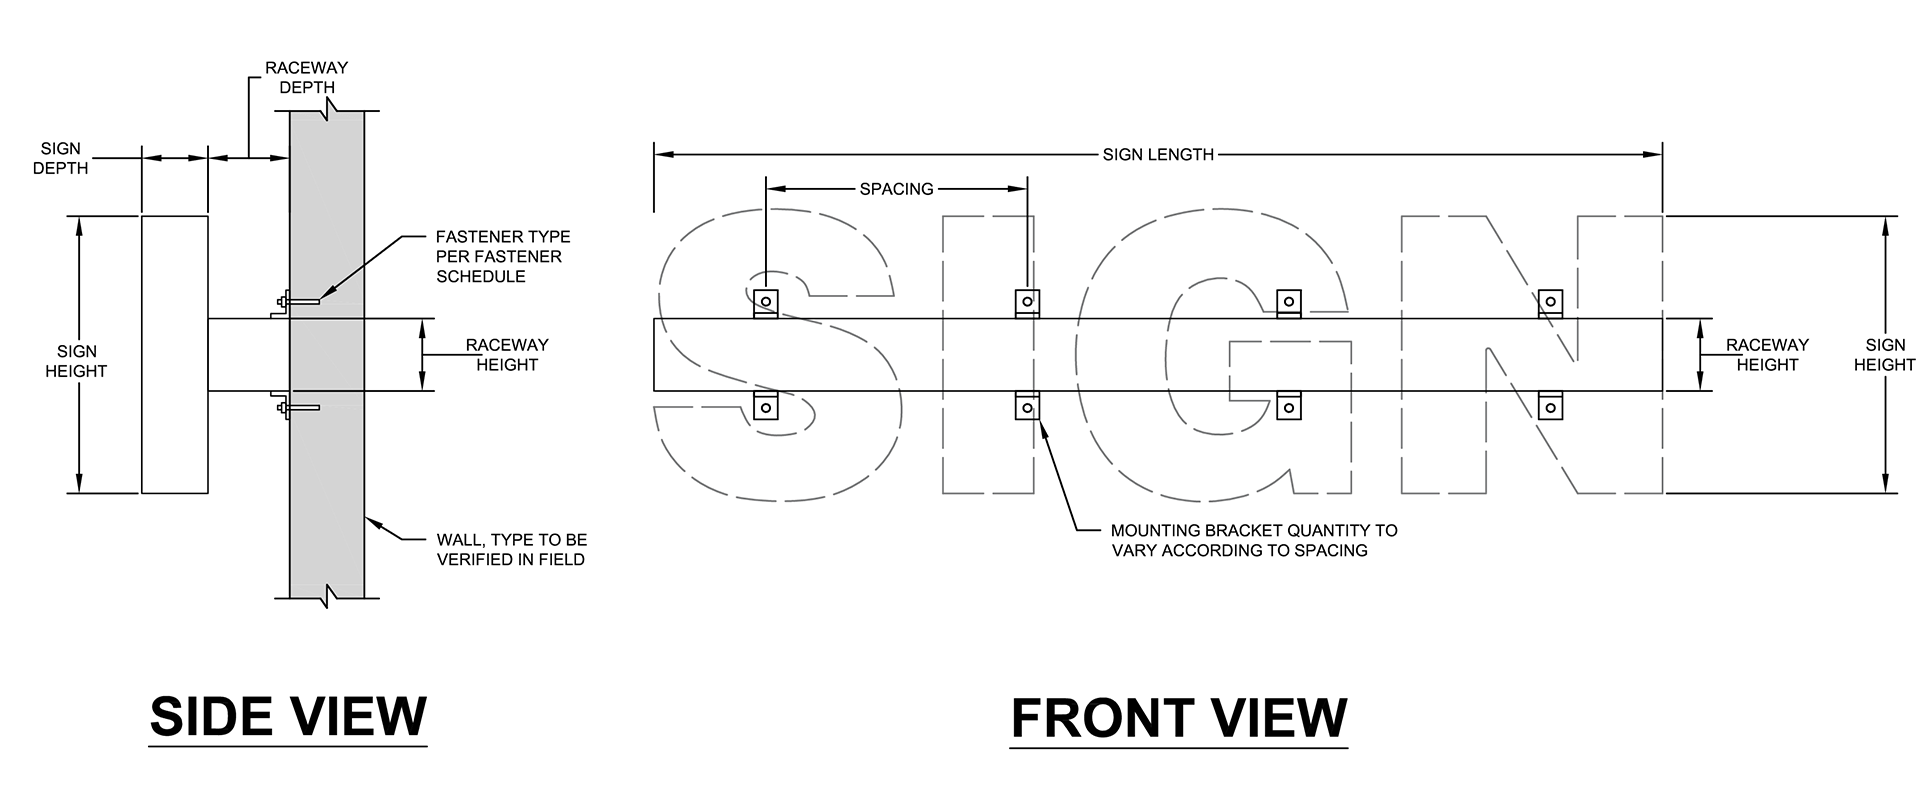 RACEWAY
DEPTH
SIGN
DEPTH
FASTENER TYPE
PER FASTENER
SCHEDULE
SIGN
HEIGHT
RACEWAY
HEIGHT
WALL, TYPE TO BE
VERIFIED IN FIELD
SIDE VIEW
SIGN LENGTH
SPACING
SIGN
RACEWAY
HEIGHT
SIGN
HEIGHT
MOUNTING BRACKET QUANTITY TO
VARY ACCORDING TO SPACING
FRONT VIEW